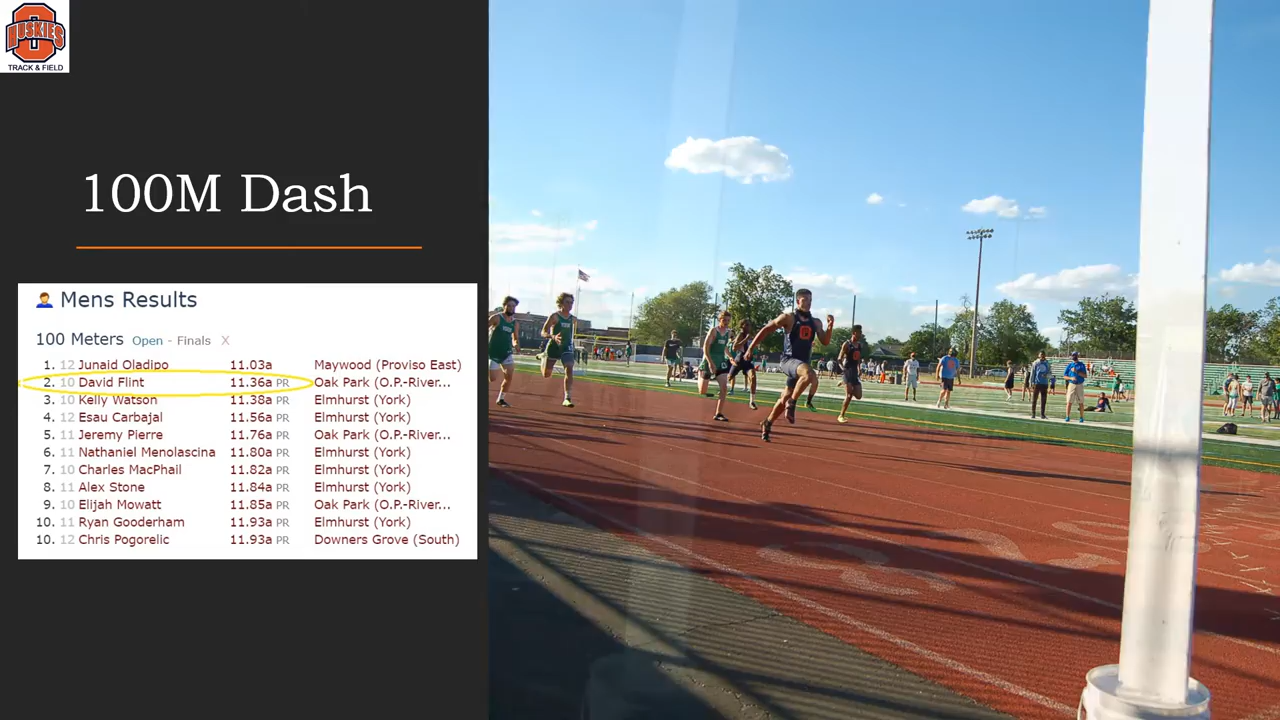 HUSKIES
TRACK & FIELD
100M Dash
Mens Results
100 Meters Open - Finals X
1. 12 Junaid Oladipo 11.03a Maywood (Proviso East)
2. 10 David Flint 11.36a PR Oak Park (O.P.-River...
3. 10 Kelly Watson 11.38a PR Elmhurst (York)
4. 12 Esau Carbajal 11.56a PR Elmhurst (York)
5. 11 Jeremy Pierre 11.76a PR Oak Park (O.P.-River...
6. 11 Nathaniel Menolascina 11.80a PR Elmhurst (York)
7. 10 Charles MacPhail 11.82a PR Elmhurst (York)
8. 11 Alex Stone 11.84a PR Elmhurst (York)
9. 10 Elijah Mowatt 11.85a PR Oak Park (O.P.-River...
10. 11 Ryan Gooderham 11.93a PR Elmhurst (York)
10. 12 Chris Pogorelic 11.93a PR Downers Grove (South)